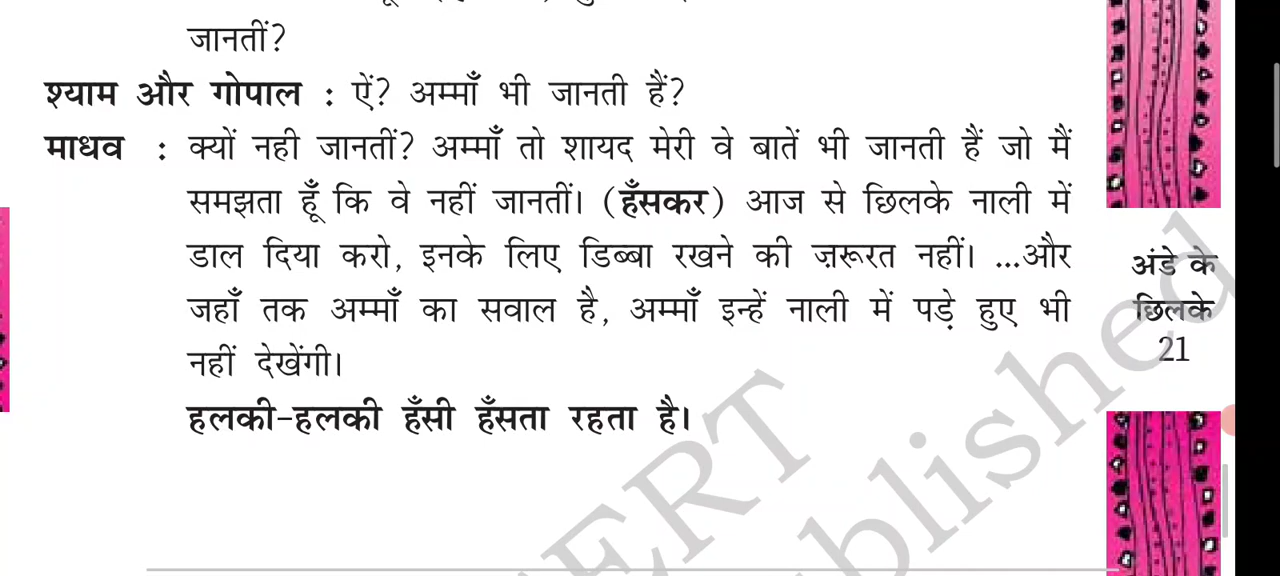 जानतीं?
श्याम और गोपाल : ऐं? अम्माँ भी जानती हैं?
माधव : क्यों नही जानतीं? अम्माँ तो शायद मेरी वे बातें भी जानती हैं जो मैं
समझता हूँ कि वे नहीं जानतीं। (हँसकर) आज से छिलके नाली में
डाल दिया करो, इनके लिए डिब्बा रखने की ज़रूरत नहीं। ...और
जहाँ तक अम्माँ का सवाल है, अम्माँ इन्हें नाली में पड़े हुए भी
नहीं देखेंगी।
हलकी-हलकी हँसी हँसता रहता है।
अंडे के
छिलके
21